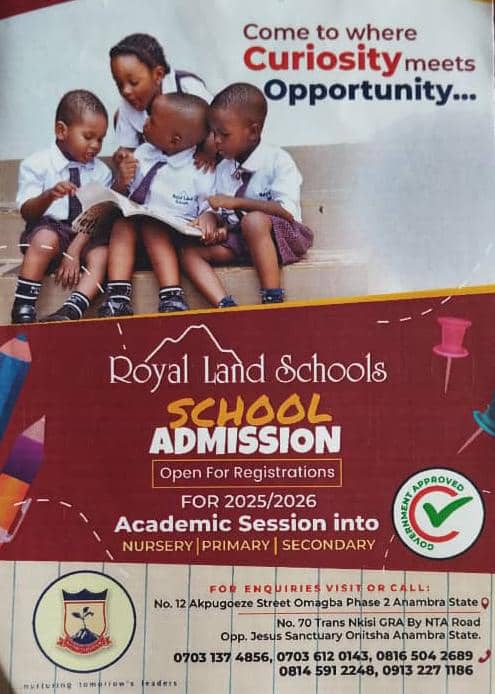 Come to where
Curiosity meets
Opportunity...
Royal Land Schools
SCHOOL
ADMISSION
Open For Registrations
FOR 2025/2026
Academic Session into
NURSERY | PRIMARY | SECONDARY
GOVERNMENT APPROVED
FOR ENQUIRIES VISIT OR CALL:
No. 12 Akpugoeze Street Omagba Phase 2 Anambra State
No. 70 Trans Nkisi GRA By NTA Road
Opp. Jesus Sanctuary Onitsha Anambra State.
0703 137 4856, 0703 612 0143, 0816 504 2689
0814 591 2248, 0913 227 1186
nurturing tomorrow's leaders